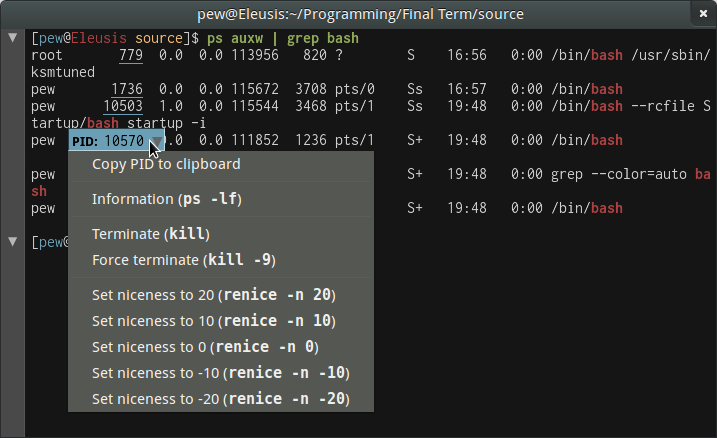 pew@Eleusis:~/Programming/Final Term/source
[pew@Eleusis source]$ ps auxw | grep bash
root 779 0.0 0.0 113956 820 ? S 16:56 0:00 /bin/bash /usr/sbin/
ksmtuned
pew 1736 0.0 0.0 115672 3708 pts/0 Ss 16:57 0:00 /bin/bash
pew 10503 1.0 0.0 115544 3468 pts/1 Ss 19:48 0:00 /bin/bash --rcfile S
tartup/bash_startup -i
pew PID: 10570 .0 0.0 111852 1236 pts/1 S+ 19:48 0:00 /bin/bash
Copy PID to clipboard
pew S+ 19:48 0:00 grep --color=auto ba
sh
Information (ps -lf)
pew S+ 19:48 0:00 /bin/bash
Terminate (kill)
[pew@
Force terminate (kill -9)
Set niceness to 20 (renice -n 20)
Set niceness to 10 (renice -n 10)
Set niceness to 0 (renice -n 0)
Set niceness to -10 (renice -n -10)
Set niceness to -20 (renice -n -20)